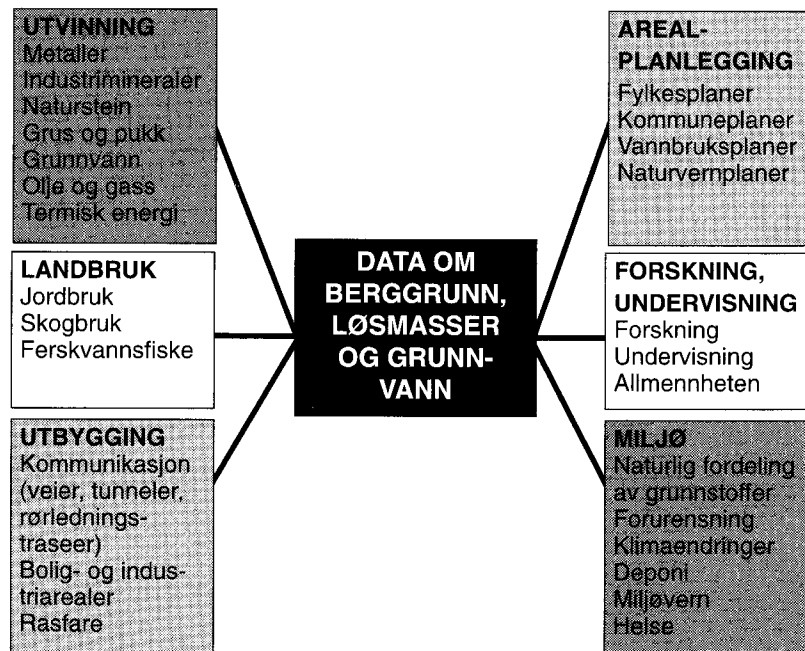 UTVINNING
Metaller
Industrimineraler
Naturstein
Grus og pukk
Grunnvann
Olje og gass
Termisk energi
LANDBRUK
Jordbruk
Skogbruk
Ferskvannsfiske
UTBYGGING
Kommunikasjon
(veier, tunneler,
rørlednings-
traseer)
Bolig- og indus-
triarealer
Rasfare
DATA OM
BERGGRUNN,
LØSMASSER
OG GRUNN-
VANN
AREAL-
PLANLEGGING
Fylkesplaner
Kommuneplaner
Vannbruksplaner
Naturvernplaner
FORSKNING,
UNDERVISNING
Forskning
Undervisning
Allmennheten
MILJØ
Naturlig fordeling
av grunnstoffer
Forurensning
Klimaendringer
Deponi
Miljøvern
Helse